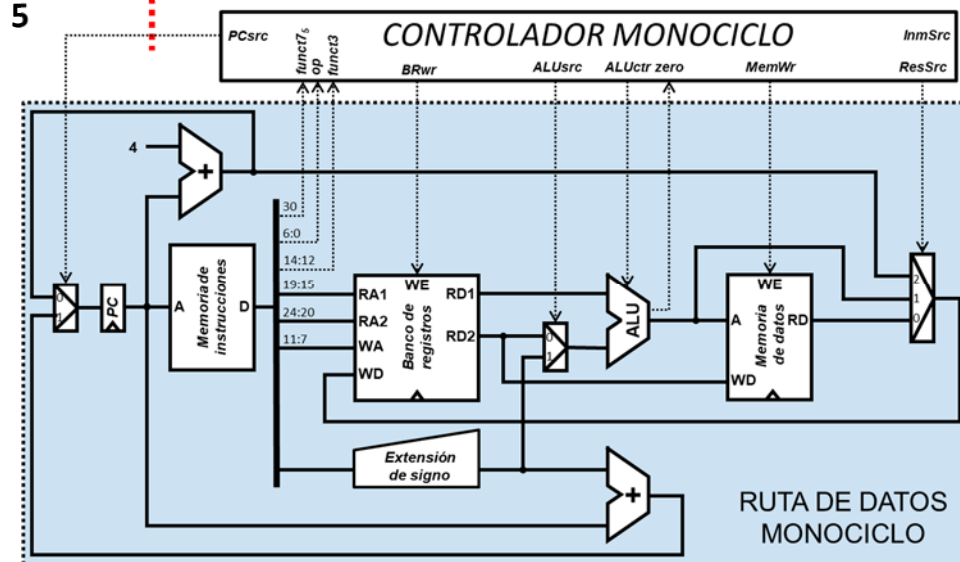 5
CONTROLADOR MONOCICLO
PCsrc
funct7₅
op
funct3
BRwr
ALUsrc
ALUctr
zero
MemWr
InmSrc
ResSrc
4
+
30
6:0
14:12
19:15
24:20
11:7
0
1
PC
A
Memoria de instrucciones
D
RA1
RA2
WA
WD
WE
Banco de registros
RD1
RD2
0
1
ALU
WE
A
Memoria de datos
RD
WD
2
1
0
Extensión
de signo
+
RUTA DE DATOS
MONOCICLO